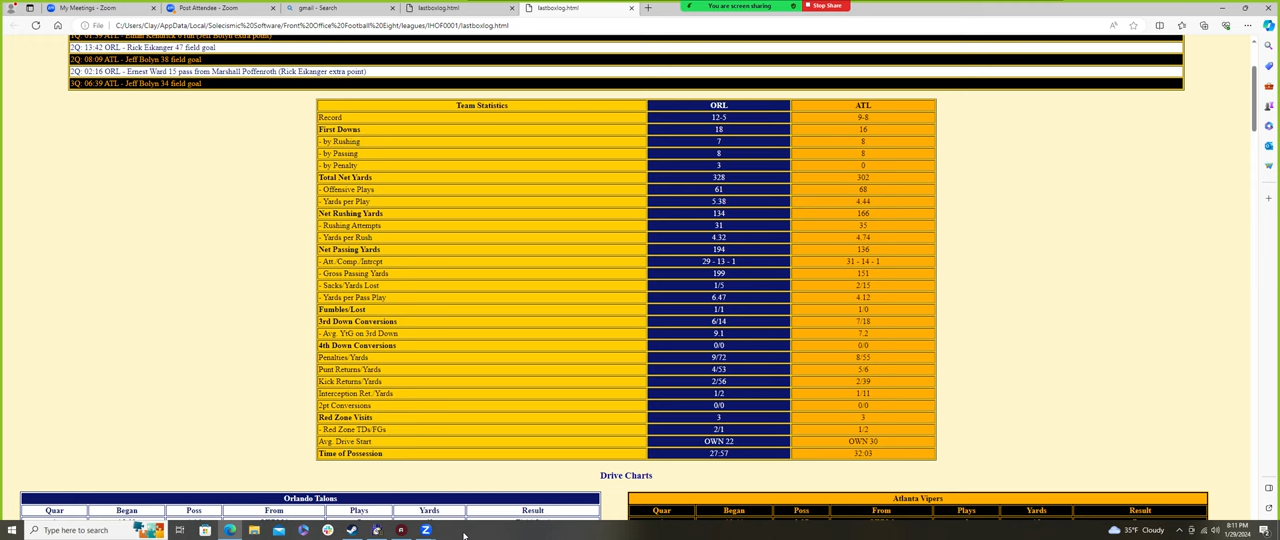 My Meetings - Zoom
Post Attendee - Zoom
gmail - Search
lastboxlog.html
lastboxlog.html
You are screen sharing
Stop Share
File
C:/Users/Clay/AppData/Local/Solecismic%20Software/Front%20Office%20Football%20Eight/leagues/IHOF0001/lastboxlog.html
2Q: 13:42 ORL - Rick Eikanger 47 field goal
2Q: 08:09 ATL - Jeff Bolyn 38 field goal
2Q: 02:16 ORL - Ernest Ward 15 pass from Marshall Poffenroth (Rick Eikanger extra point)
3Q: 06:39 ATL - Jeff Bolyn 34 field goal
Team Statistics ORL ATL
Record 12-5 9-8
First Downs 18 16
- by Rushing 7 8
- by Passing 8 8
- by Penalty 3 0
Total Net Yards 328 302
- Offensive Plays 61 68
- Yards per Play 5.38 4.44
Net Rushing Yards 134 166
- Rushing Attempts 31 35
- Yards per Rush 4.32 4.74
Net Passing Yards 194 136
- Att./Comp./Intrcpt 29 - 13 - 1 31 - 14 - 1
- Gross Passing Yards 199 151
- Sacks/Yards Lost 1/5 2/15
- Yards per Pass Play 6.47 4.12
Fumbles/Lost 1/1 1/0
3rd Down Conversions 6/14 7/18
- Avg. YtG on 3rd Down 9.1 7.2
4th Down Conversions 0/0 0/0
Penalties/Yards 9/72 8/55
Punt Returns/Yards 4/53 5/6
Kick Returns/Yards 2/56 2/39
Interception Ret./Yards 1/2 1/11
2pt Conversions 0/0 0/0
Red Zone Visits 3 3
- Red Zone TDs/FGs 2/1 1/2
Avg. Drive Start OWN 22 OWN 30
Time of Possession 27:57 32:03
Drive Charts
Orlando Talons
Atlanta Vipers
Quar Began Poss From Plays Yards Result
Quar Began Poss From Plays Yards Result
Type here to search
35°F Cloudy
8:11 PM
1/29/2024